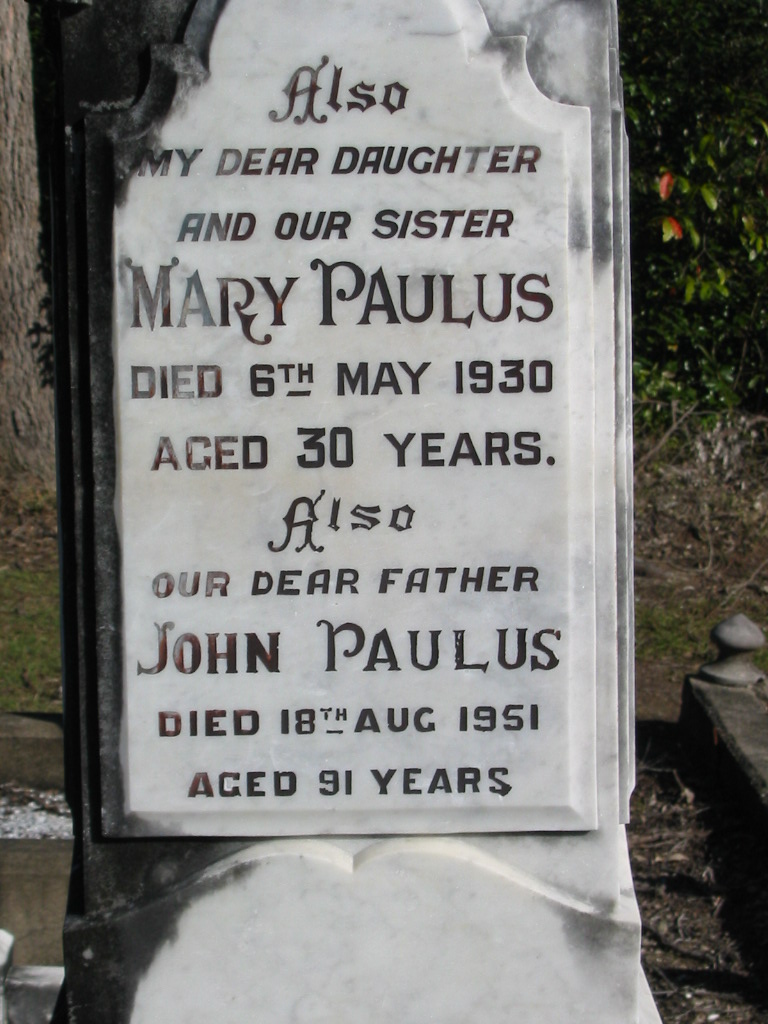 Also
MY DEAR DAUGHTER
AND OUR SISTER
MARY PAULUS
DIED 6TH MAY 1930
AGED 30 YEARS.
Also
OUR DEAR FATHER
JOHN PAULUS
DIED 18TH AUG 1951
AGED 91 YEARS